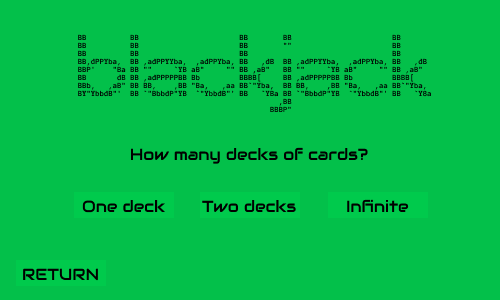 blackjack
How many decks of cards?
One deck Two decks Infinite
RETURN